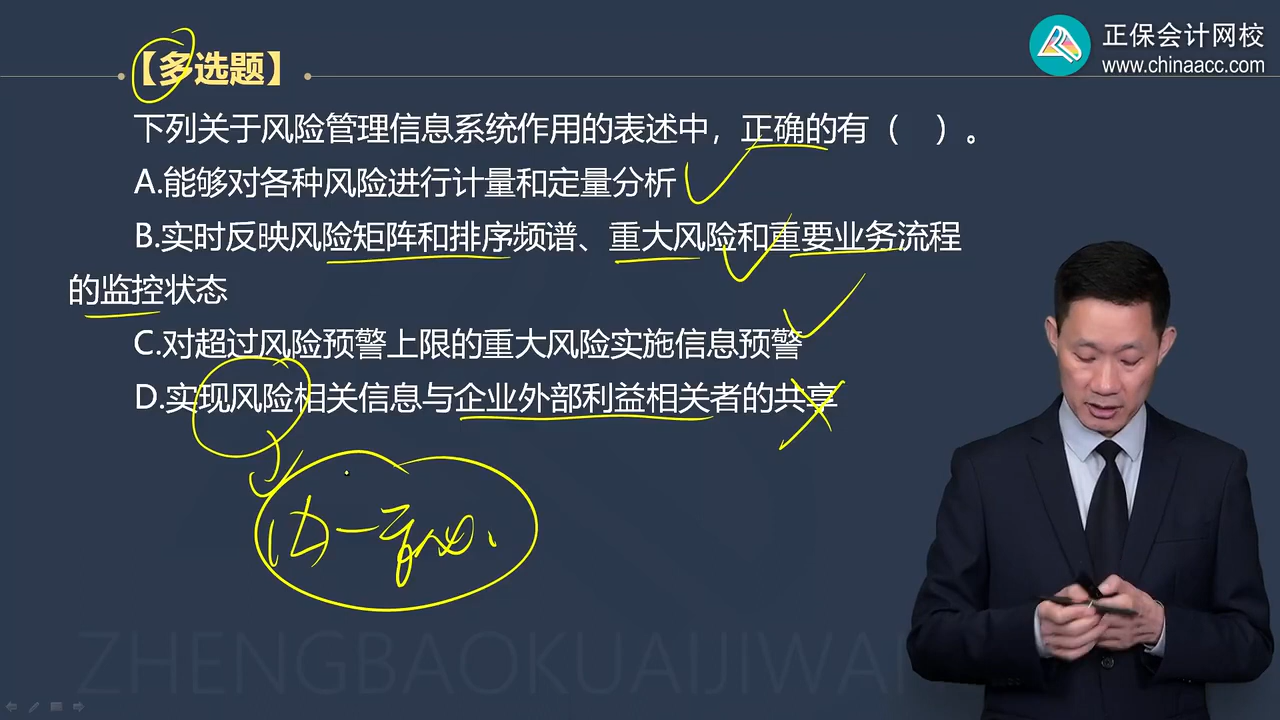 正保会计网校
www.chinaacc.com
【多选题】
下列关于风险管理信息系统作用的表述中，正确的有（　）。
A.能够对各种风险进行计量和定量分析
B.实时反映风险矩阵和排序频谱、重大风险和重要业务流程
的监控状态
C.对超过风险预警上限的重大风险实施信息预警
D.实现风险相关信息与企业外部利益相关者的共享
ZHENGBAOKUAIJIWAN